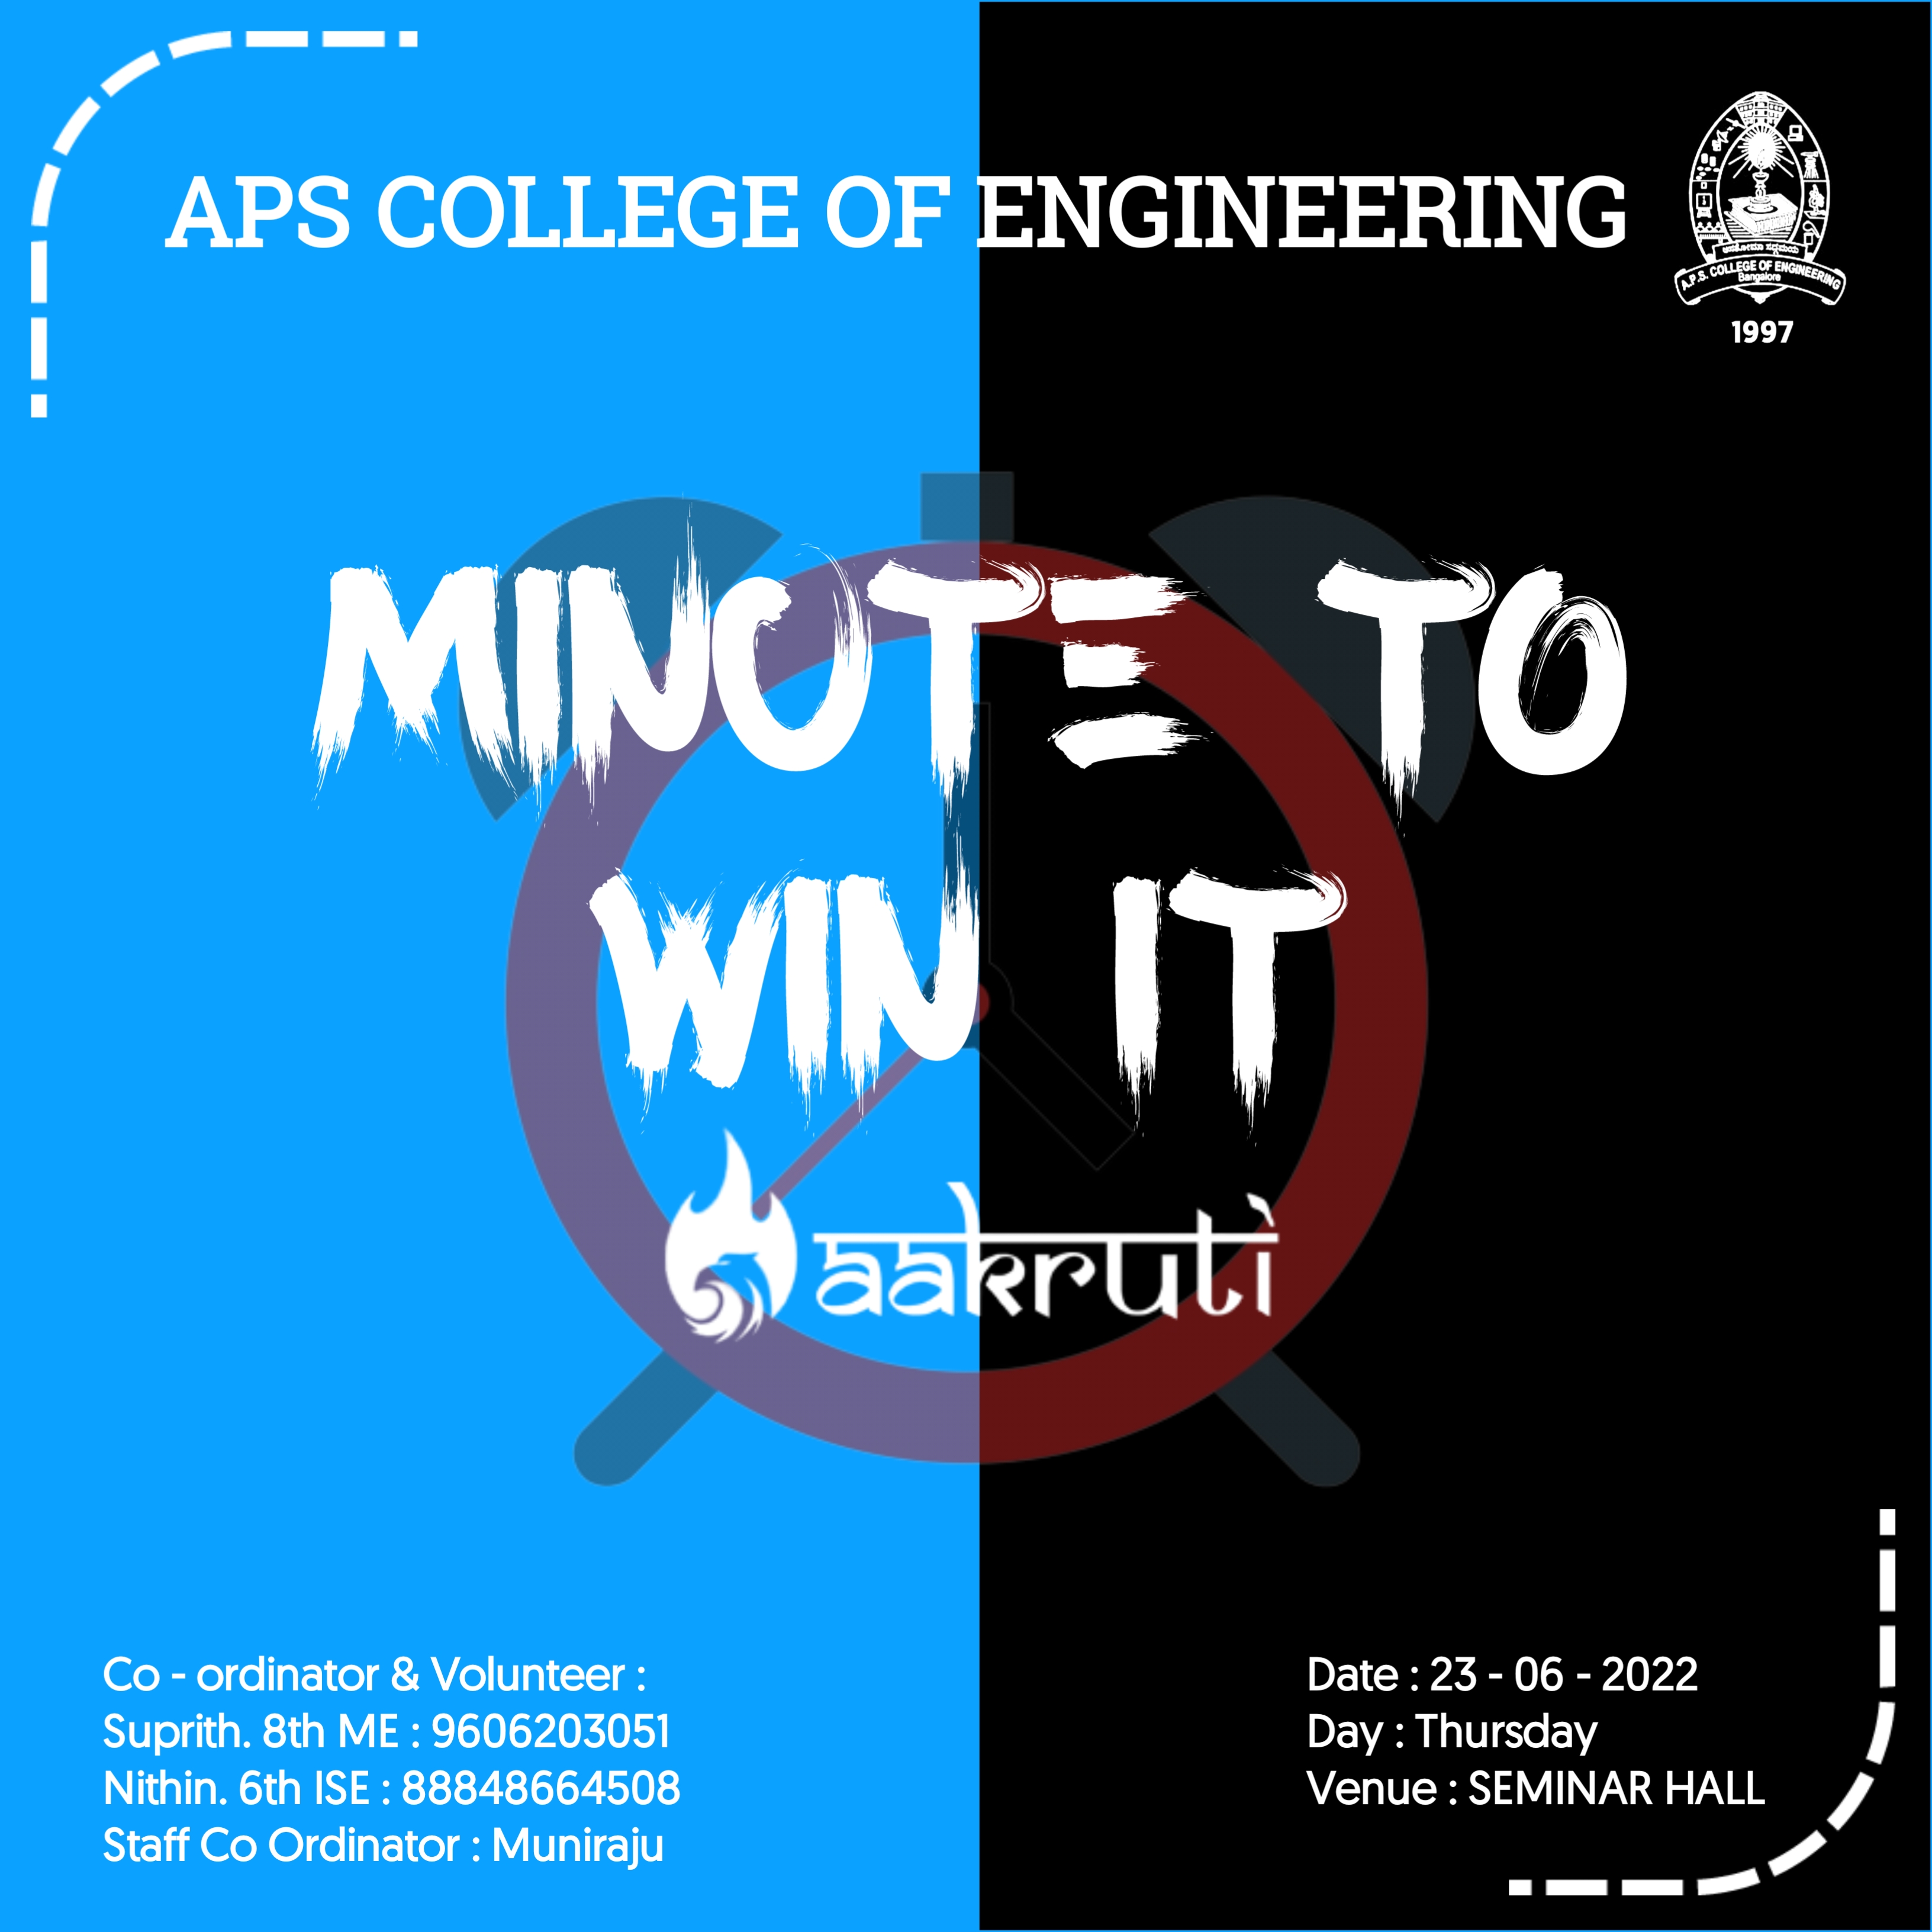 APS COLLEGE OF ENGINEERING
A.P.S. COLLEGE OF ENGINEERING
Bangalore
1997
MINUTE TO
WIN IT
aakruti
Co - ordinator & Volunteer :
Suprith. 8th ME : 9606203051
Nithin. 6th ISE : 88848664508
Staff Co Ordinator : Muniraju
Date : 23 - 06 - 2022
Day : Thursday
Venue : SEMINAR HALL